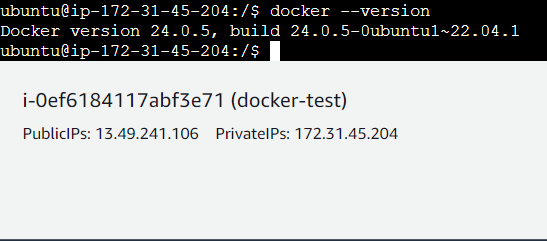 ubuntu@ip-172-31-45-204:/$ docker --version
Docker version 24.0.5, build 24.0.5-0ubuntu1~22.04.1
ubuntu@ip-172-31-45-204:/$
i-0ef6184117abf3e71 (docker-test)
PublicIPs: 13.49.241.106 PrivateIPs: 172.31.45.204